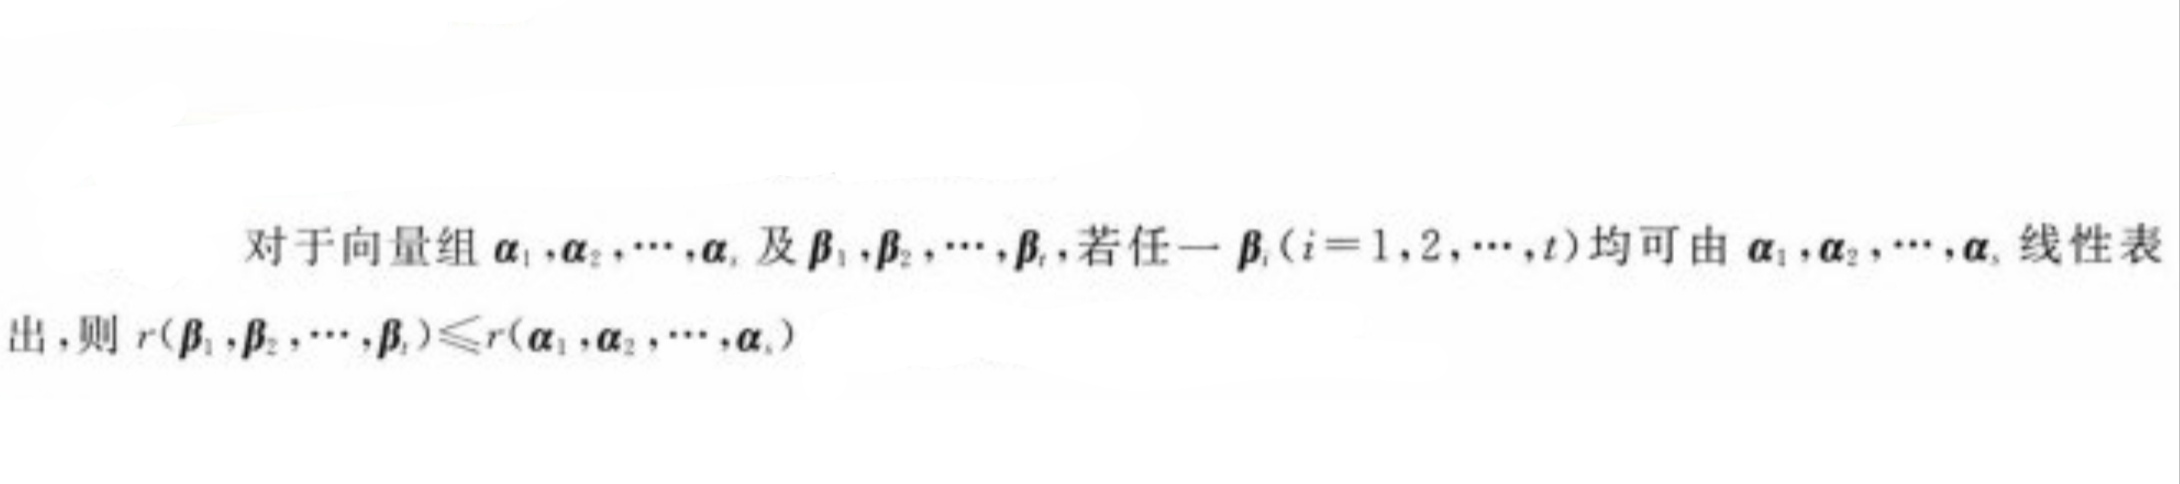 对于向量组 α₁,α₂,…,αₛ 及 β₁,β₂,…,βₜ,若任一 βᵢ(i=1,2,…,t)均可由 α₁,α₂,…,αₛ 线性表
出,则 r(β₁,β₂,…,βₜ)≤r(α₁,α₂,…,αₛ)